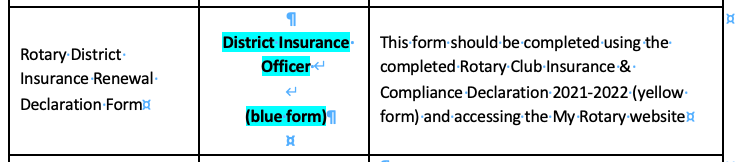 Rotary District
Insurance Renewal
Declaration Form
District Insurance
Officer
(blue form)
This form should be completed using the
completed Rotary Club Insurance &
Compliance Declaration 2021-2022 (yellow
form) and accessing the My Rotary website